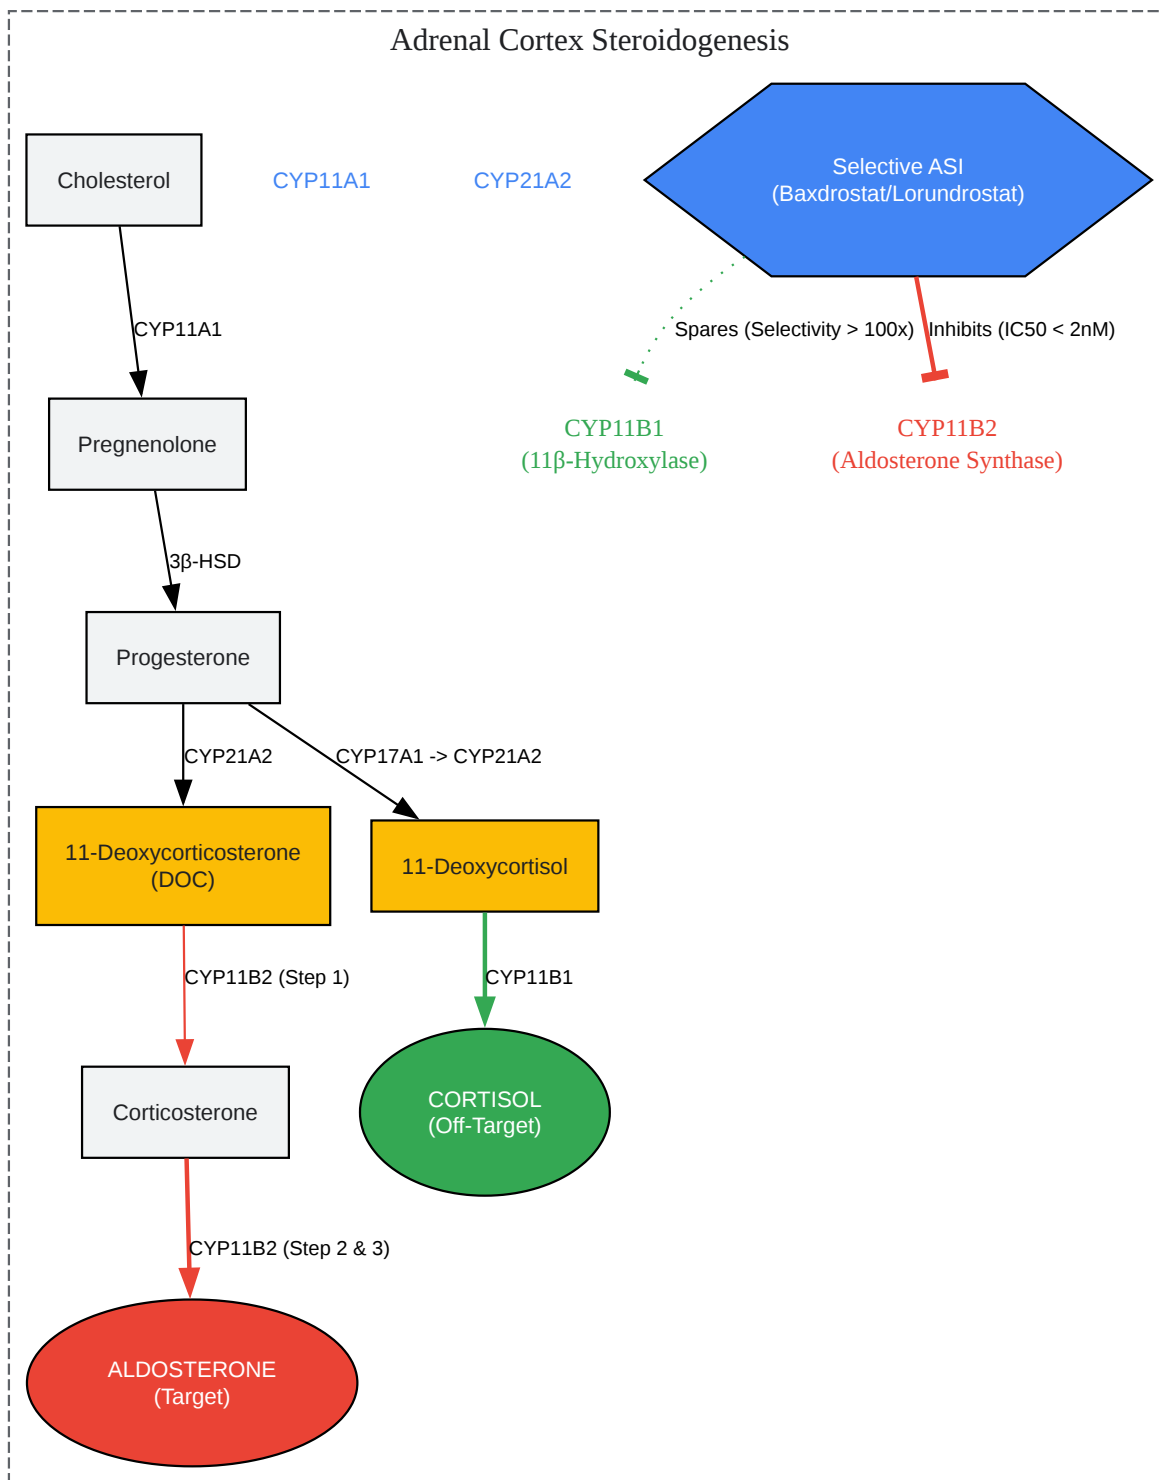 Adrenal Cortex Steroidogenesis
Cholesterol
CYP11A1
CYP21A2
Selective ASI
(Baxdrostat/Lorundrostat)
CYP11A1
Spares (Selectivity > 100x)
Inhibits (IC50 < 2nM)
Pregnenolone
CYP11B1
(11β-Hydroxylase)
CYP11B2
(Aldosterone Synthase)
3β-HSD
Progesterone
CYP21A2
CYP17A1 -> CYP21A2
11-Deoxycorticosterone
(DOC)
11-Deoxycortisol
CYP11B2 (Step 1)
CYP11B1
Corticosterone
CORTISOL
(Off-Target)
CYP11B2 (Step 2 & 3)
ALDOSTERONE
(Target)